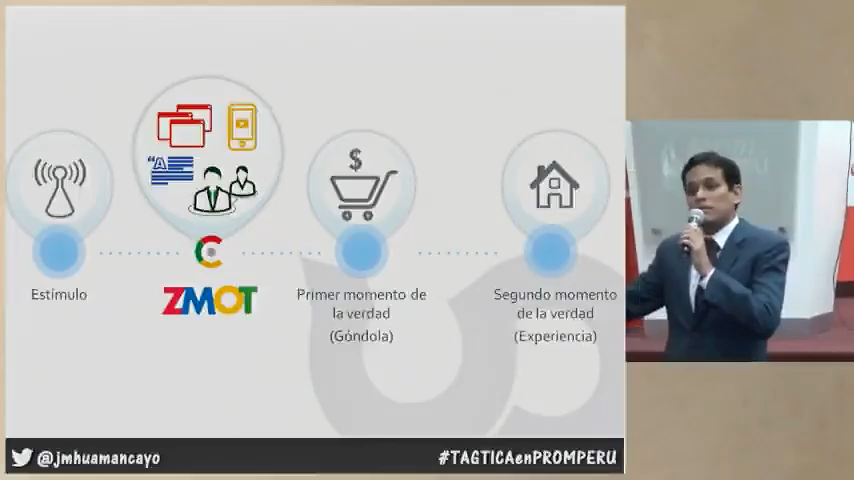 $
"A
Estímulo
ZMOT
Primer momento de
la verdad
(Góndola)
Segundo momento
de la verdad
(Experiencia)
@jmhuamancayo
#TAGTICAenPROMPERU